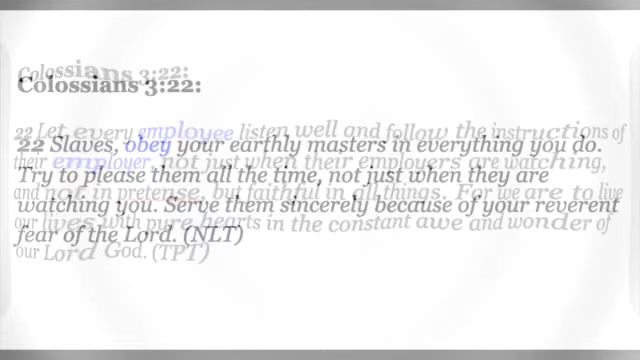 Colossians 3:22:
22 Let every employee listen well and follow the instructions of
their employer, not just when their employers are watching,
and not in pretense, but faithful in all things. For we are to live
our lives with pure hearts in the constant awe and wonder of
our Lord God. (TPT)
Colossians 3:22:
22 Slaves, obey your earthly masters in everything you do.
Try to please them all the time, not just when they are
watching you. Serve them sincerely because of your reverent
fear of the Lord. (NLT)